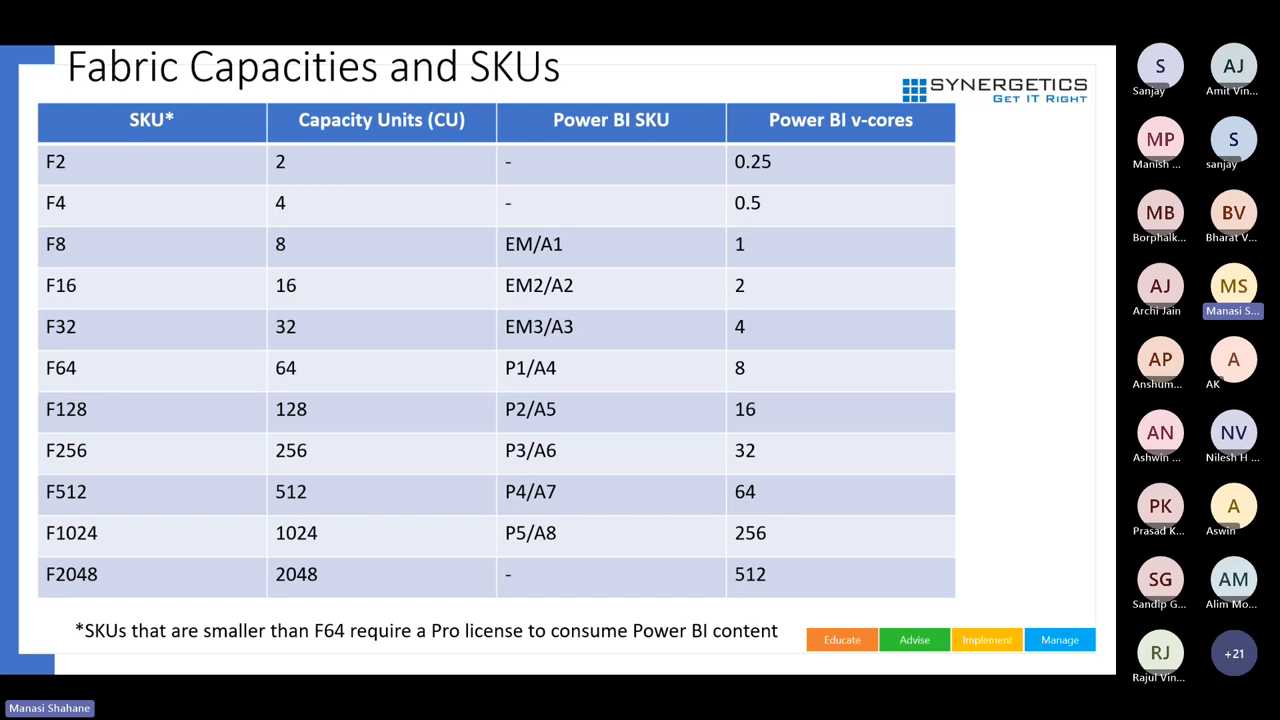 Fabric Capacities and SKUs
SYNERGETICS
GET IT RIGHT
SKU* Capacity Units (CU) Power BI SKU Power BI v-cores
F2 2 - 0.25
F4 4 - 0.5
F8 8 EM/A1 1
F16 16 EM2/A2 2
F32 32 EM3/A3 4
F64 64 P1/A4 8
F128 128 P2/A5 16
F256 256 P3/A6 32
F512 512 P4/A7 64
F1024 1024 P5/A8 256
F2048 2048 - 512
*SKUs that are smaller than F64 require a Pro license to consume Power BI content
Educate Advise Implement Manage
S AJ
Sanjay Amit Vin...
MP S
Manish ... sanjay
MB BV
Borphalk... Bharat V...
AJ MS
Archi Jain Manasi S...
AP A
Anshum... AK
AN NV
Ashwin ... Nilesh H ...
PK A
Prasad K... Aswin
SG AM
Sandip G... Alim Mo...
RJ +21
Rajul Vin...
Manasi Shahane